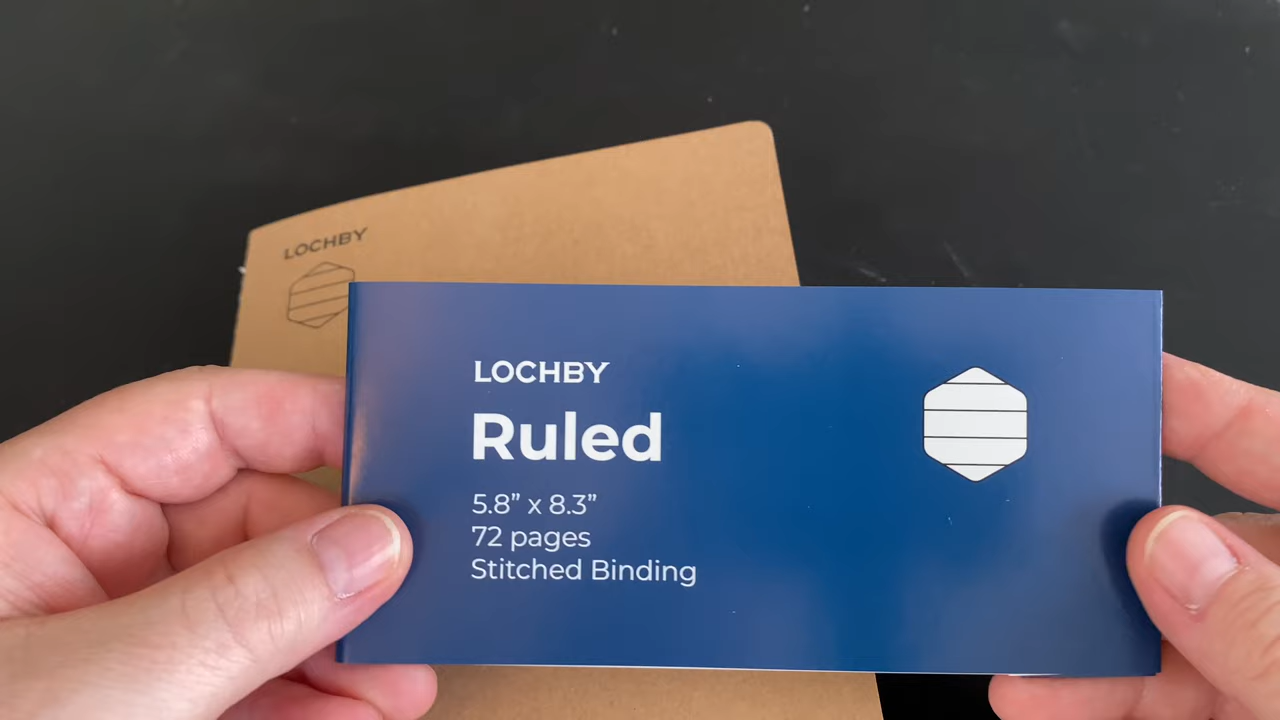 LOCHBY
LOCHBY
Ruled
5.8” x 8.3”
72 pages
Stitched Binding